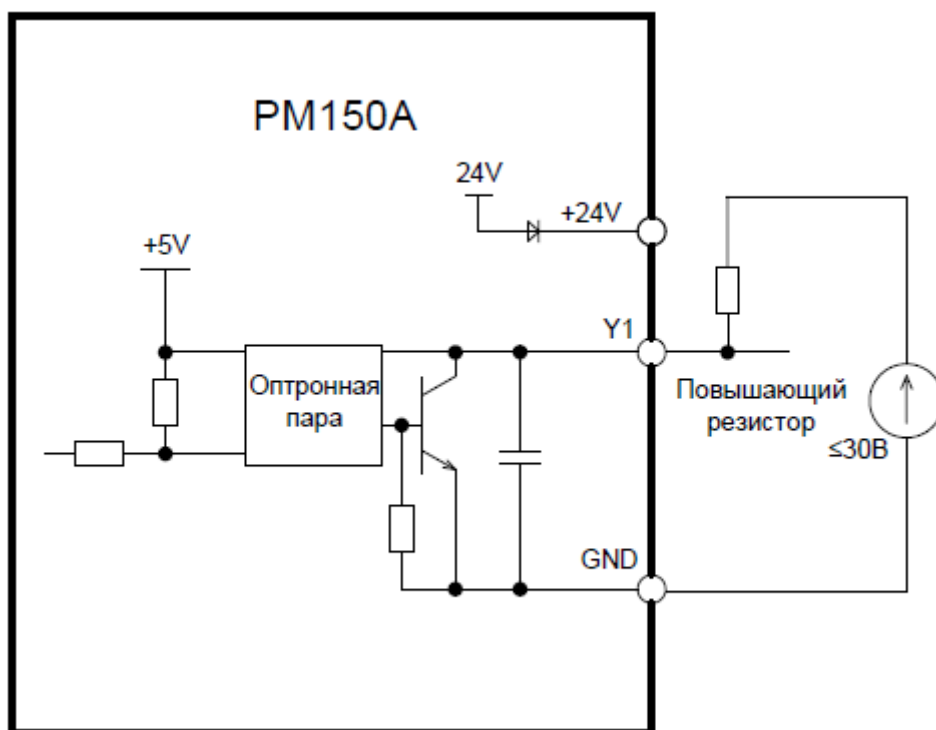 PM150A
24V
+24V
+5V
Y1
Оптронная
пара
Повышающий
резистор
≤30В
GND